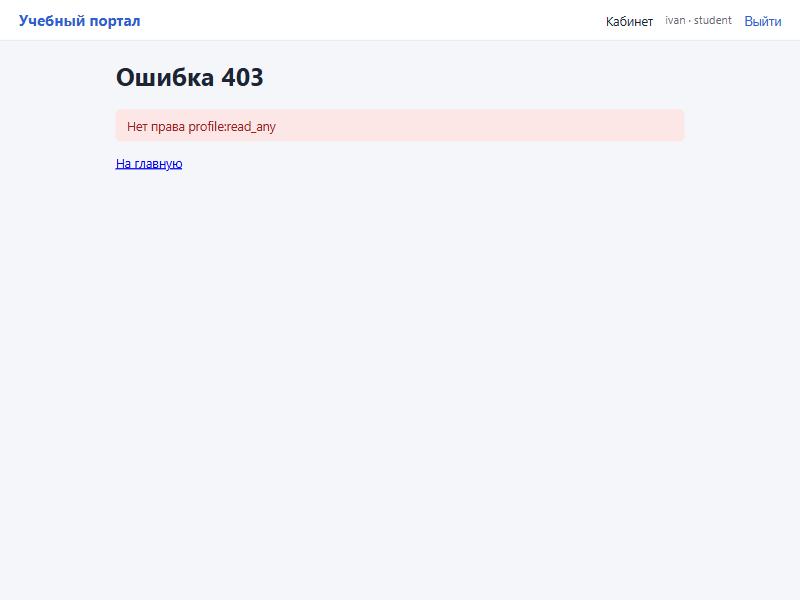 Учебный портал
Кабинет ivan · student Выйти
Ошибка 403
Нет права profile:read_any
На главную